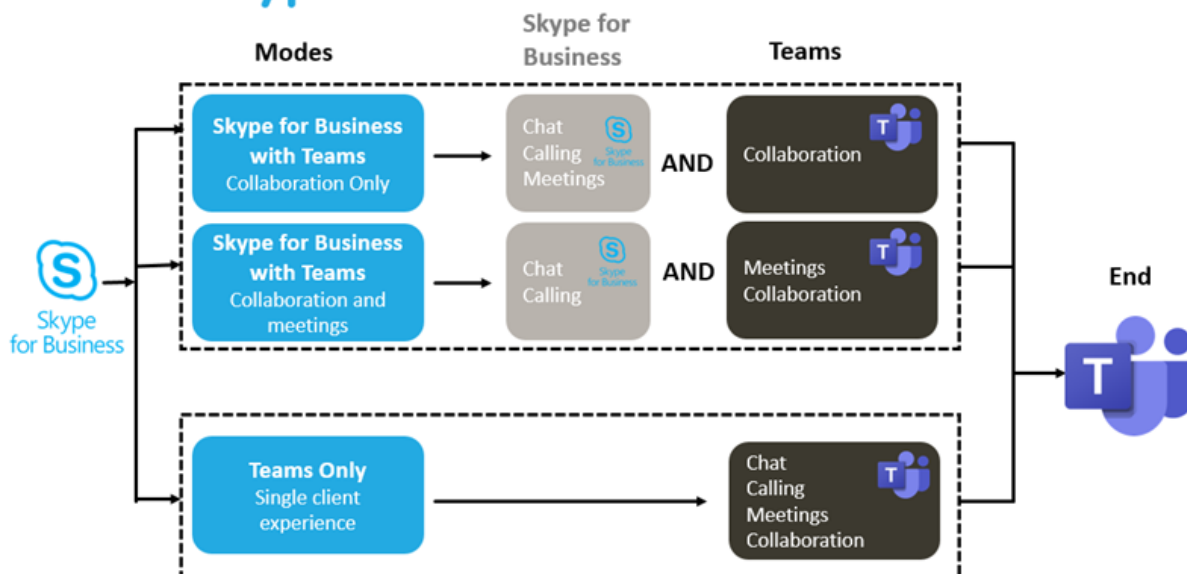 Modes
Skype for
Business
Teams
Skype for Business
with Teams
Collaboration Only
Chat
Calling
Meetings
S
Skype
for Business
AND
Collaboration
T
Skype for Business
with Teams
Collaboration and
meetings
Chat
Calling
S
Skype
for Business
AND
Meetings
Collaboration
T
S
Skype
for Business
End
T
Teams Only
Single client
experience
Chat
Calling
Meetings
Collaboration
T